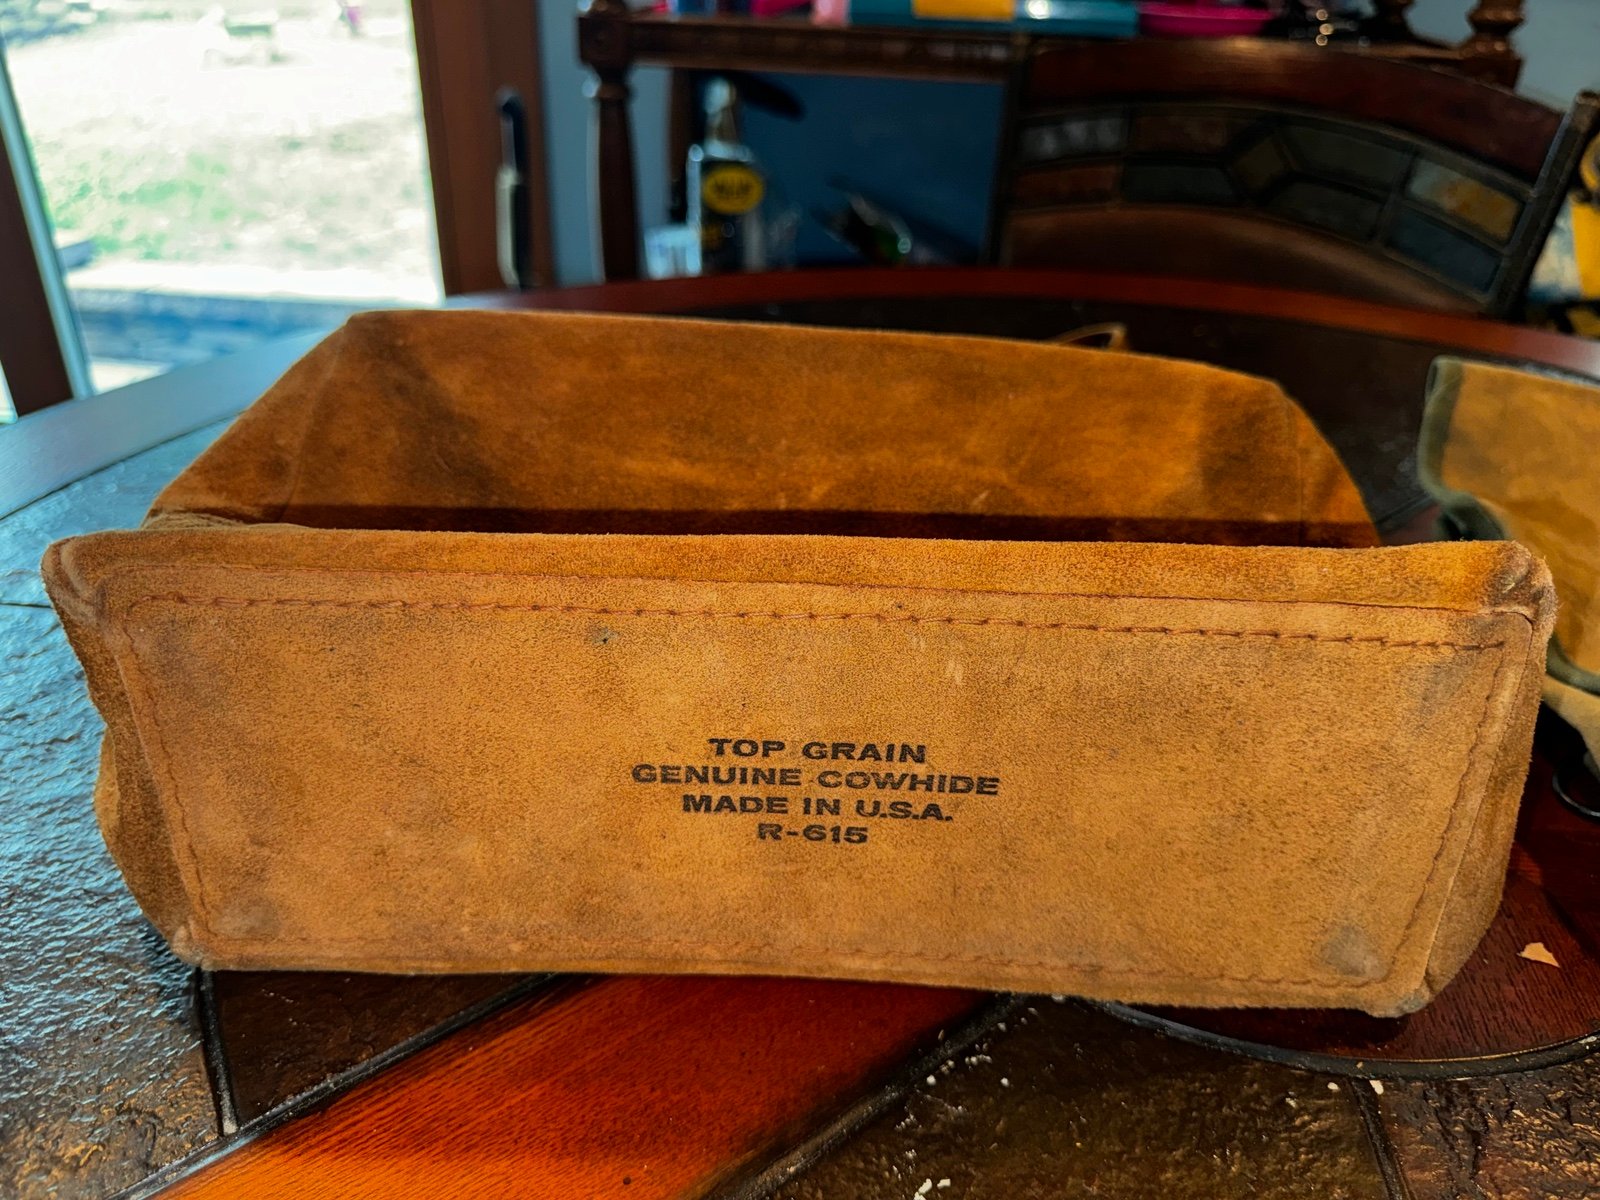 TOP GRAIN
GENUINE COWHIDE
MADE IN U.S.A.
R-615